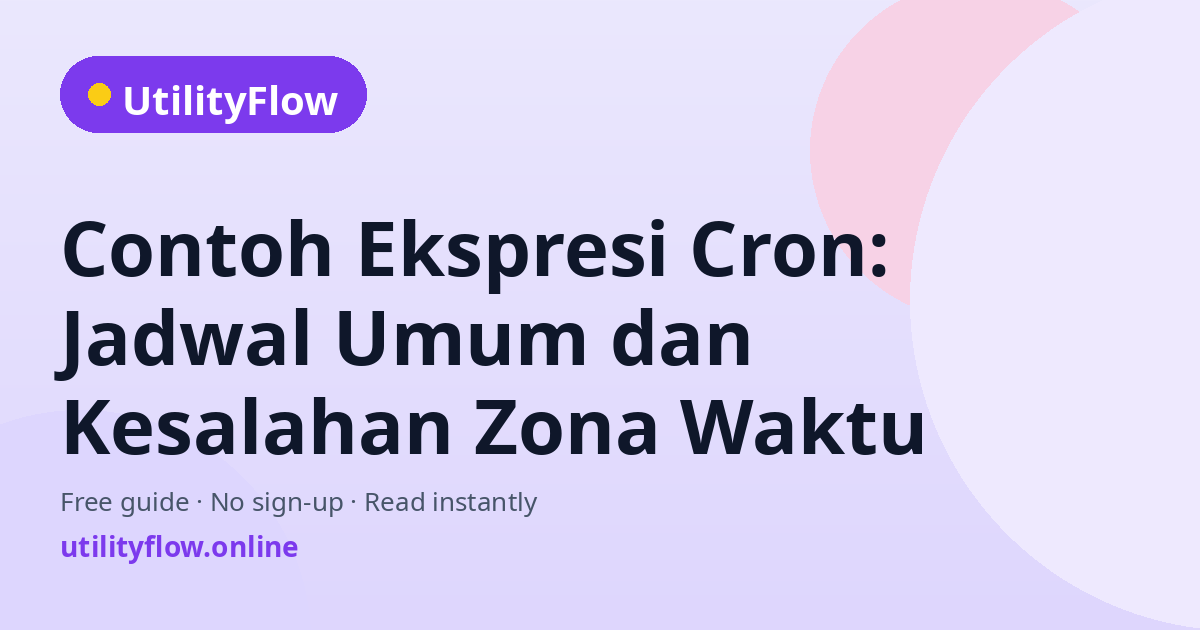 UtilityFlow
Contoh Ekspresi Cron:
Jadwal Umum dan
Kesalahan Zona Waktu
Free guide · No sign-up · Read instantly
utilityflow.online